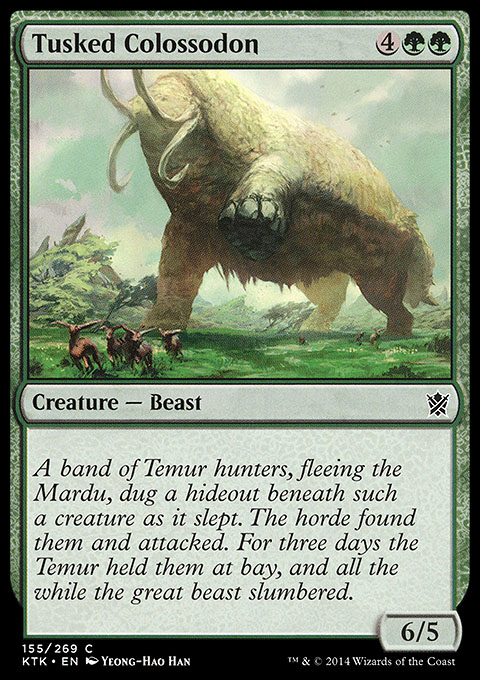 Tusked Colossodon 4
Creature — Beast
A band of Temur hunters, fleeing the
Mardu, dug a hideout beneath such
a creature as it slept. The horde found
them and attacked. For three days the
Temur held them at bay, and all the
while the great beast slumbered.
6/5
155/269 C
KTK • EN Yeong-Hao Han
™ & © 2014 Wizards of the Coast